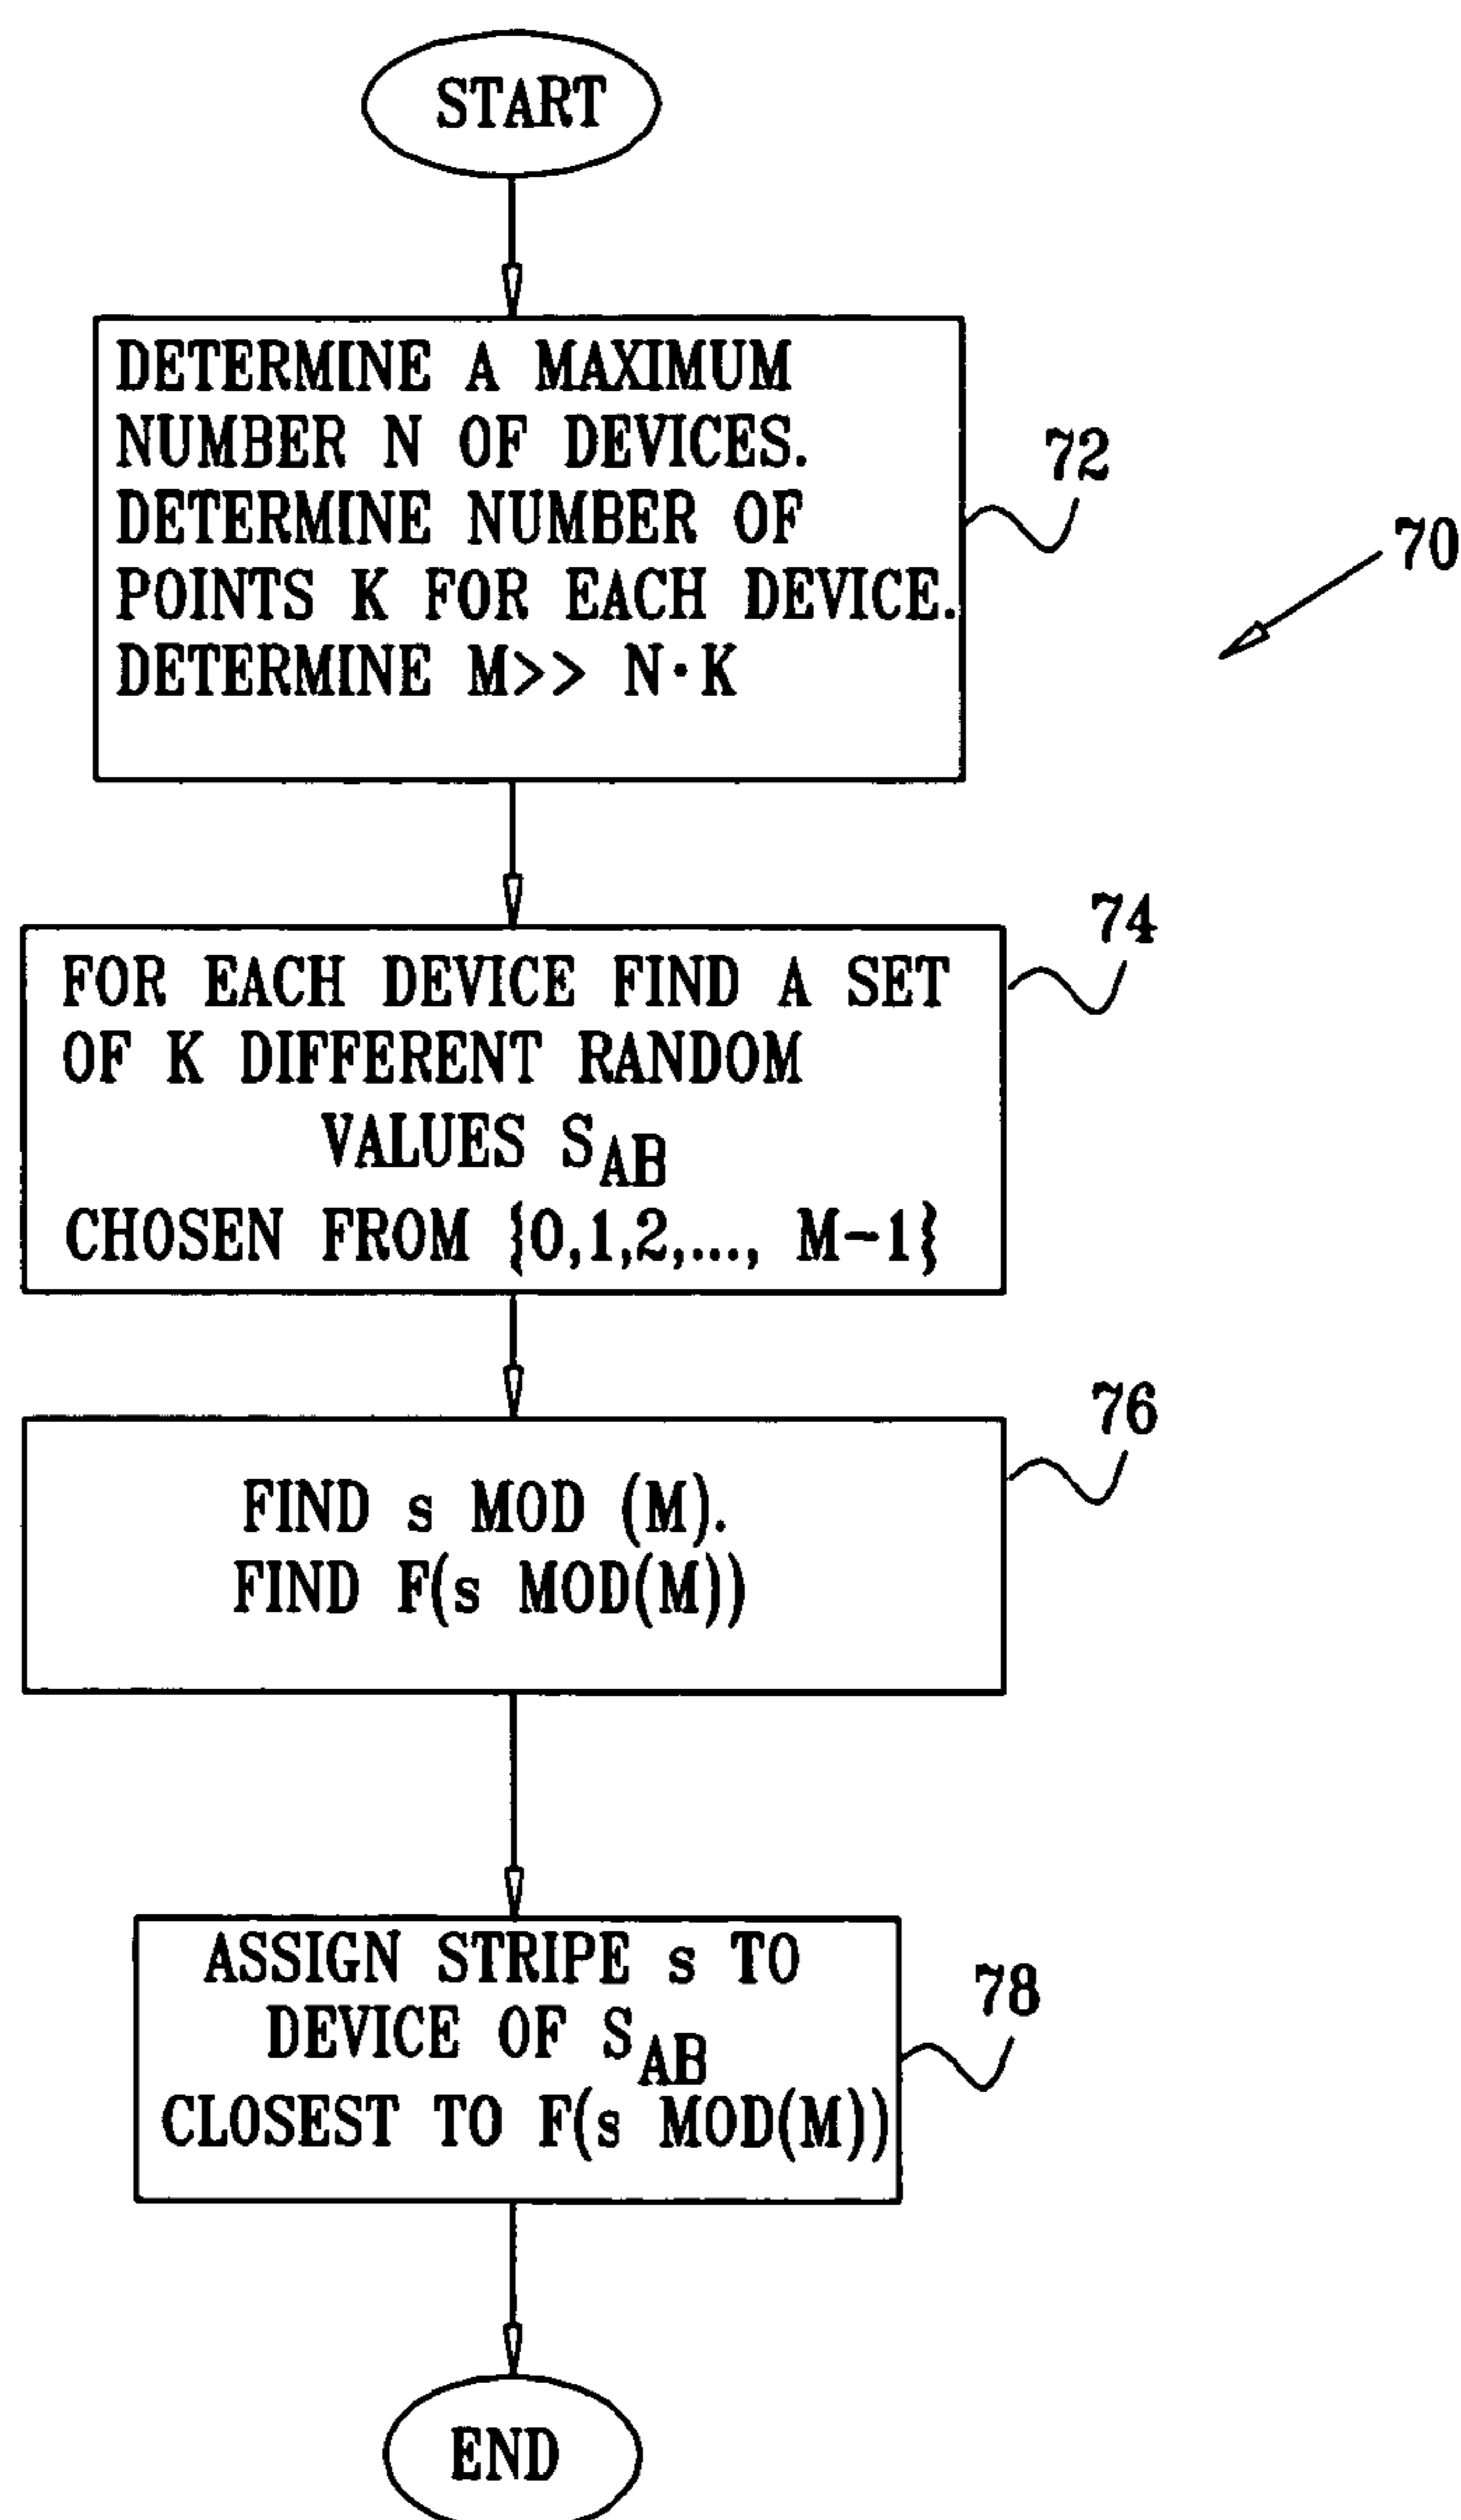 START
DETERMINE A MAXIMUM
NUMBER N OF DEVICES.
DETERMINE NUMBER OF
POINTS K FOR EACH DEVICE.
DETERMINE M>> N·K
72
70
FOR EACH DEVICE FIND A SET
OF K DIFFERENT RANDOM
VALUES S_AB
CHOSEN FROM {0,1,2,..., M-1}
74
FIND s MOD (M).
FIND F(s MOD(M))
76
ASSIGN STRIPE s TO
DEVICE OF S_AB
CLOSEST TO F(s MOD(M))
78
END